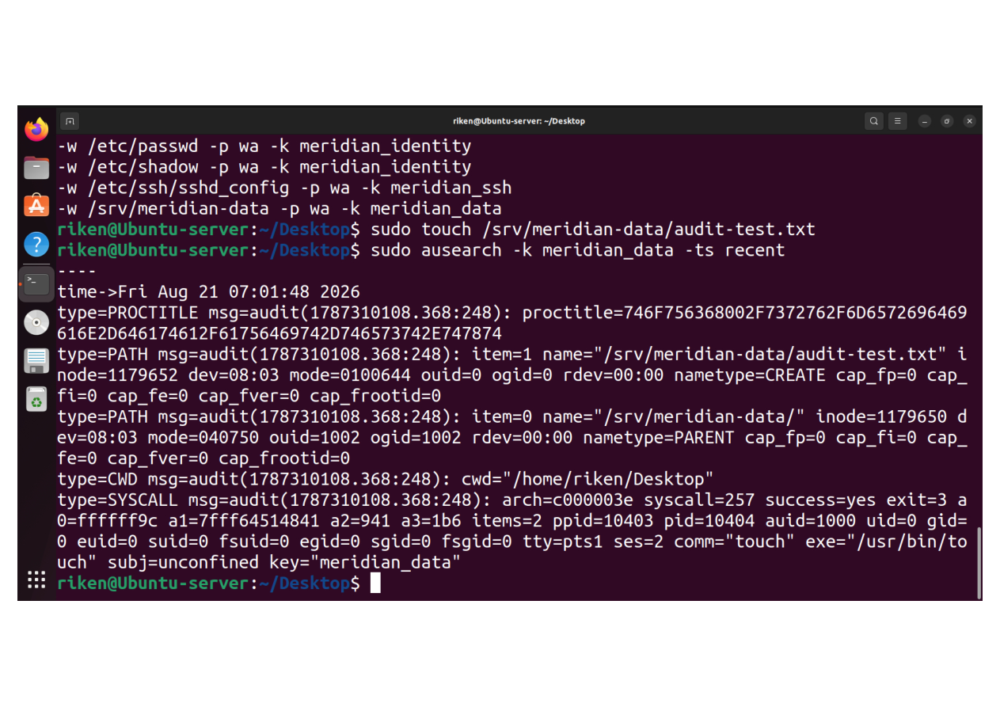 riken@Ubuntu-server: ~/Desktop
-w /etc/passwd -p wa -k meridian_identity
-w /etc/shadow -p wa -k meridian_identity
-w /etc/ssh/sshd_config -p wa -k meridian_ssh
-w /srv/meridian-data -p wa -k meridian_data
riken@Ubuntu-server:~/Desktop$ sudo touch /srv/meridian-data/audit-test.txt
riken@Ubuntu-server:~/Desktop$ sudo ausearch -k meridian_data -ts recent
----
time->Fri Aug 21 07:01:48 2026
type=PROCTITLE msg=audit(1787310108.368:248): proctitle=746F756368002F7372762F6D6572696469
616E2D646174612F61756469742D746573742E747874
type=PATH msg=audit(1787310108.368:248): item=1 name="/srv/meridian-data/audit-test.txt" i
node=1179652 dev=08:03 mode=0100644 ouid=0 ogid=0 rdev=00:00 nametype=CREATE cap_fp=0 cap_
fi=0 cap_fe=0 cap_fver=0 cap_frootid=0
type=PATH msg=audit(1787310108.368:248): item=0 name="/srv/meridian-data/" inode=1179650 d
ev=08:03 mode=040750 ouid=1002 ogid=1002 rdev=00:00 nametype=PARENT cap_fp=0 cap_fi=0 cap_
fe=0 cap_fver=0 cap_frootid=0
type=CWD msg=audit(1787310108.368:248): cwd="/home/riken/Desktop"
type=SYSCALL msg=audit(1787310108.368:248): arch=c000003e syscall=257 success=yes exit=3 a
0=ffffff9c a1=7fff64514841 a2=941 a3=1b6 items=2 ppid=10403 pid=10404 auid=1000 uid=0 gid=
0 euid=0 suid=0 fsuid=0 egid=0 sgid=0 fsgid=0 tty=pts1 ses=2 comm="touch" exe="/usr/bin/to
uch" subj=unconfined key="meridian_data"
riken@Ubuntu-server:~/Desktop$